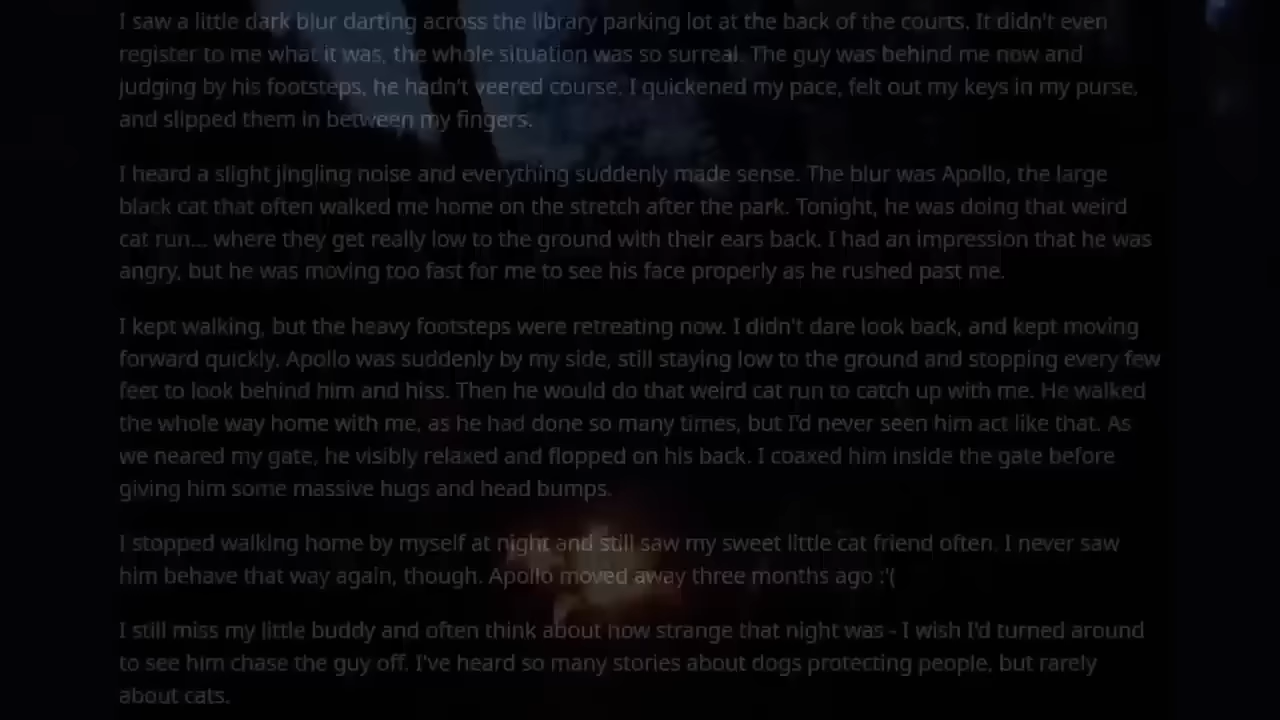 I saw a little dark blur darting across the library parking lot at the back of the courts. It didn't even
register to me what it was, the whole situation was so surreal. The guy was behind me now and
judging by his footsteps, he hadn't veered course. I quickened my pace, felt out my keys in my purse,
and slipped them in between my fingers.
I heard a slight jingling noise and everything suddenly made sense. The blur was Apollo, the large
black cat that often walked me home on the stretch after the park. Tonight, he was doing that weird
cat run... where they get really low to the ground with their ears back. I had an impression that he was
angry, but he was moving too fast for me to see his face properly as he rushed past me.
I kept walking, but the heavy footsteps were retreating now. I didn't dare look back, and kept moving
forward quickly. Apollo was suddenly by my side, still staying low to the ground and stopping every few
feet to look behind him and hiss. Then he would do that weird cat run to catch up with me. He walked
the whole way home with me, as he had done so many times, but I'd never seen him act like that. As
we neared my gate, he visibly relaxed and flopped on his back. I coaxed him inside the gate before
giving him some massive hugs and head bumps.
I stopped walking home by myself at night and still saw my sweet little cat friend often. I never saw
him behave that way again, though. Apollo moved away three months ago :'(
I still miss my little buddy and often think about how strange that night was - I wish I'd turned around
to see him chase the guy off. I've heard so many stories about dogs protecting people, but rarely
about cats.